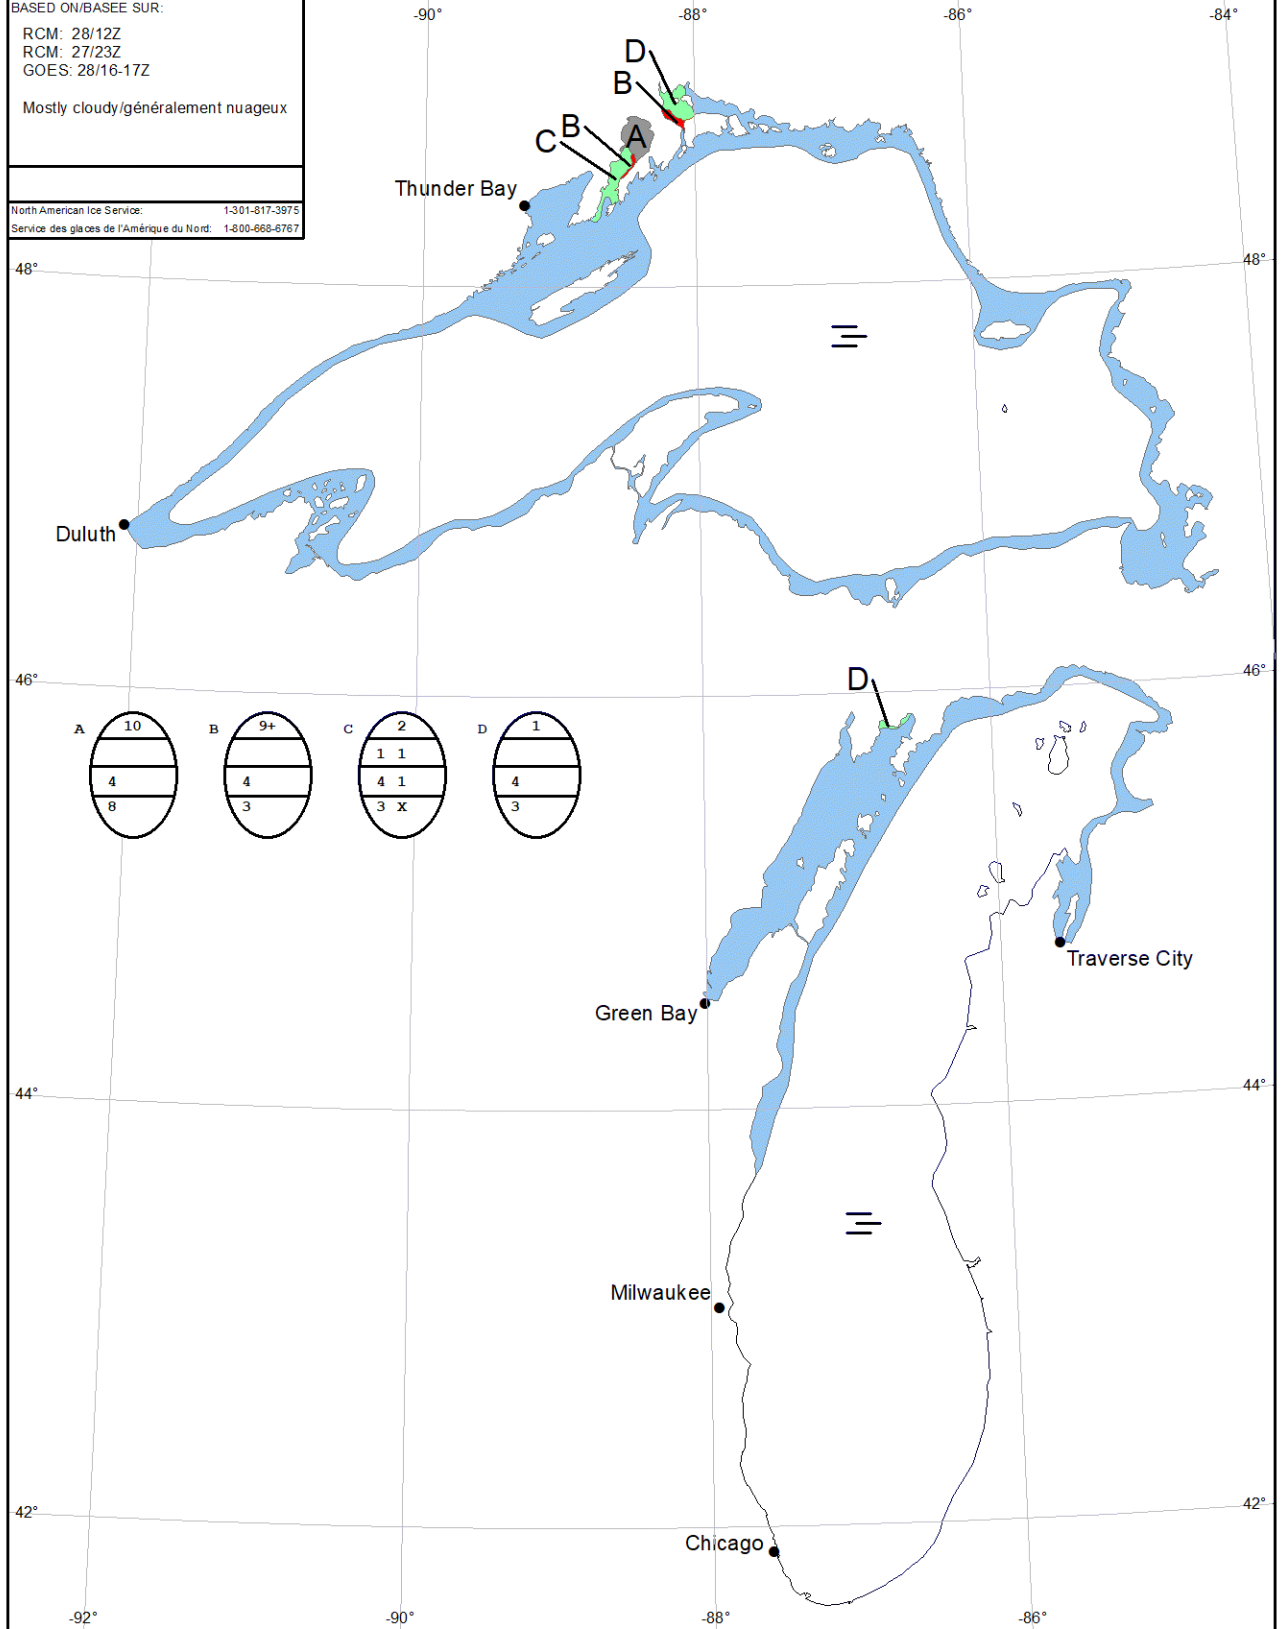 BASED ON/BASEE SUR:
RCM: 28/12Z
RCM: 27/23Z
GOES: 28/16-17Z
Mostly cloudy/généralement nuageux
North American Ice Service: 1-301-817-3975
Service des glaces de l'Amérique du Nord: 1-800-668-6767
-90° -88° -86° -84°
D
B
B
A
C
Thunder Bay
48° 48°
Duluth
46° 46°
D
A 10
4
8
B 9+
4
3
C 2
1 1
4 1
3 X
D 1
4
3
Traverse City
Green Bay
44° 44°
Milwaukee
42° 42°
Chicago
-92° -90° -88° -86°